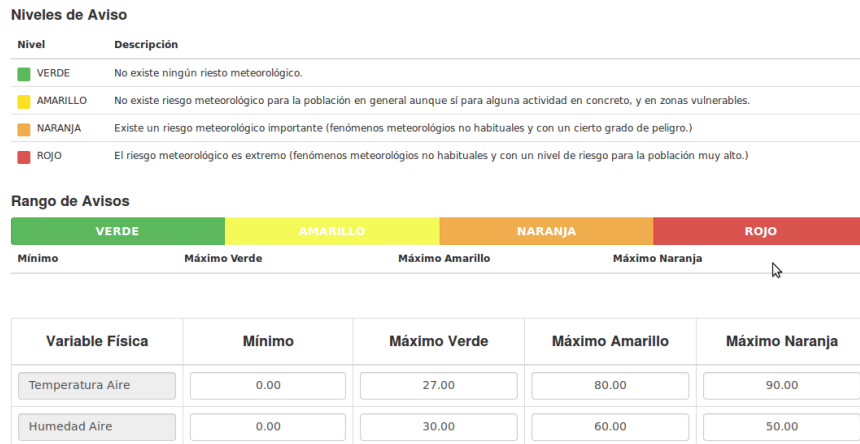 Niveles de Aviso
Nivel Descripción
VERDE No existe ningún riesto meteorológico.
AMARILLO No existe riesgo meteorológico para la población en general aunque sí para alguna actividad en concreto, y en zonas vulnerables.
NARANJA Existe un riesgo meteorológico importante (fenómenos meteorológios no habituales y con un cierto grado de peligro.)
ROJO El riesgo meteorológico es extremo (fenómenos meteorológios no habituales y con un nivel de riesgo para la población muy alto.)
Rango de Avisos
VERDE AMARILLO NARANJA ROJO
Mínimo Máximo Verde Máximo Amarillo Máximo Naranja
Variable Física Mínimo Máximo Verde Máximo Amarillo Máximo Naranja
Temperatura Aire 0.00 27.00 80.00 90.00
Humedad Aire 0.00 30.00 60.00 50.00